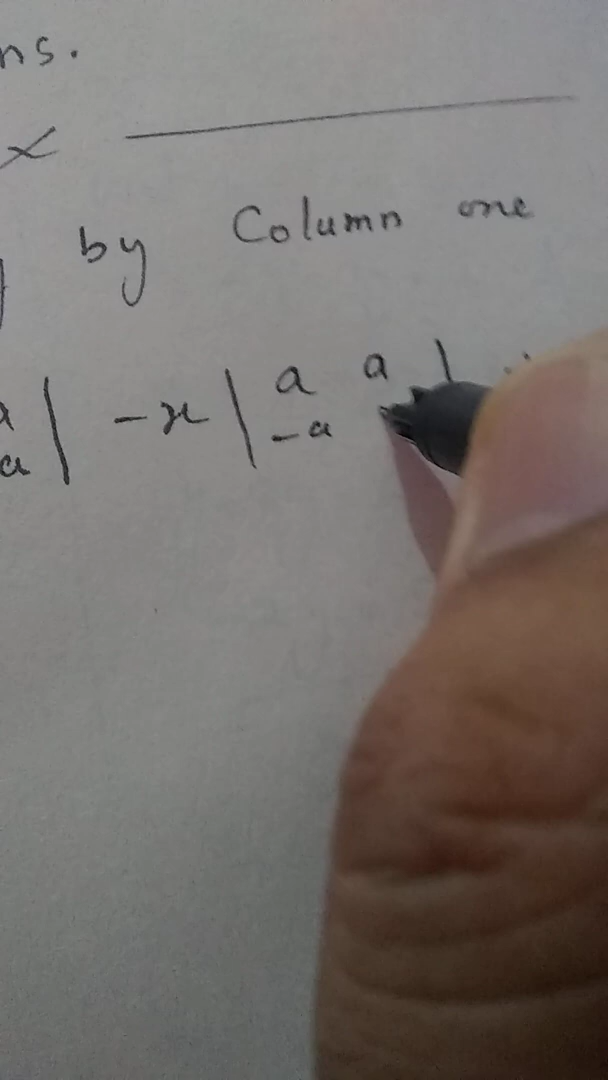 ns.
x
by Column one
a | -x | a a |
a | -a